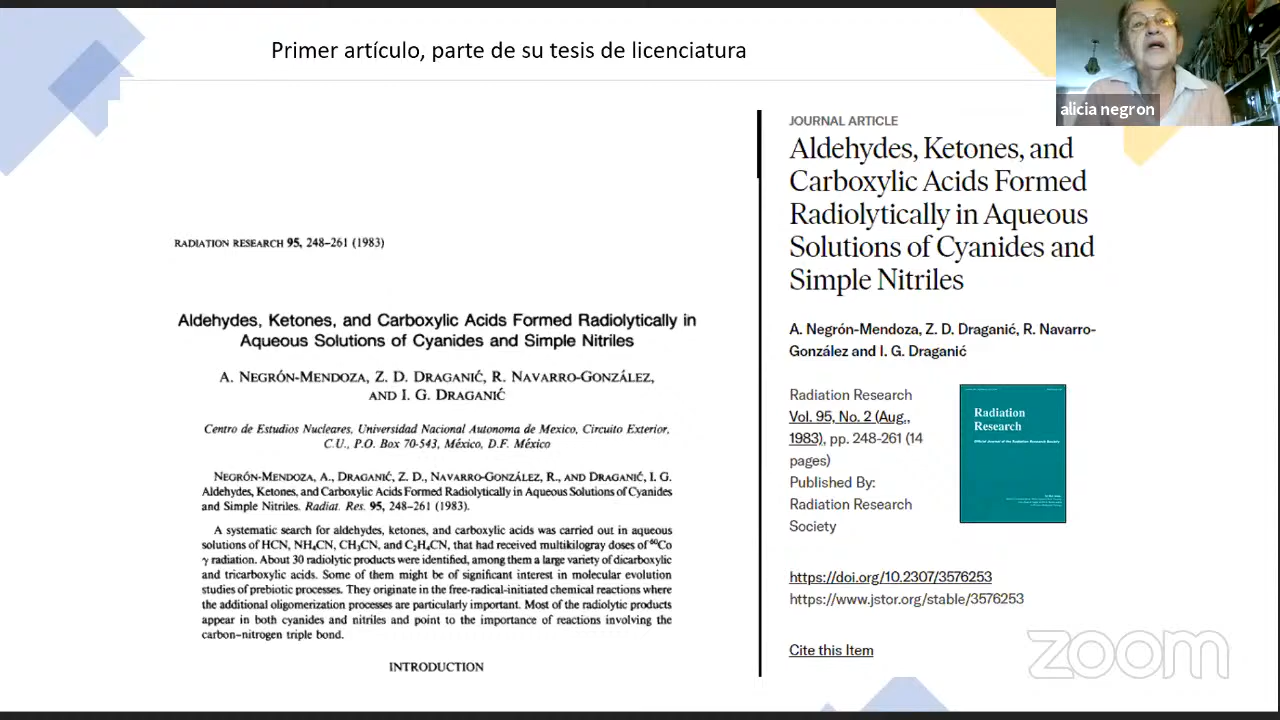 Primer artículo, parte de su tesis de licenciatura
alicia negron
RADIATION RESEARCH 95, 248–261 (1983)
Aldehydes, Ketones, and Carboxylic Acids Formed Radiolytically in
Aqueous Solutions of Cyanides and Simple Nitriles
A. NEGRÓN-MENDOZA, Z. D. DRAGANIĆ, R. NAVARRO-GONZÁLEZ,
AND I. G. DRAGANIĆ
Centro de Estudios Nucleares, Universidad Nacional Autonoma de Mexico, Circuito Exterior,
C.U., P.O. Box 70-543, México, D.F. México
NEGRÓN-MENDOZA, A., DRAGANIĆ, Z. D., NAVARRO-GONZÁLEZ, R., AND DRAGANIĆ, I. G.
Aldehydes, Ketones, and Carboxylic Acids Formed Radiolytically in Aqueous Solutions of Cyanides
and Simple Nitriles. Radiat. Res. 95, 248–261 (1983).
A systematic search for aldehydes, ketones, and carboxylic acids was carried out in aqueous
solutions of HCN, NH₄CN, CH₃CN, and C₂H₅CN, that had received multikilogray doses of ⁶⁰Co
γ radiation. About 30 radiolytic products were identified, among them a large variety of dicarboxylic
and tricarboxylic acids. Some of them might be of significant interest in molecular evolution
studies of prebiotic processes. They originate in the free-radical-initiated chemical reactions where
the additional oligomerization processes are particularly important. Most of the radiolytic products
appear in both cyanides and nitriles and point to the importance of reactions involving the
carbon–nitrogen triple bond.
INTRODUCTION
JOURNAL ARTICLE
Aldehydes, Ketones, and
Carboxylic Acids Formed
Radiolytically in Aqueous
Solutions of Cyanides and
Simple Nitriles
A. Negrón-Mendoza, Z. D. Draganić, R. Navarro-
González and I. G. Draganić
Radiation Research
Vol. 95, No. 2 (Aug.,
1983), pp. 248-261 (14
pages)
Published By:
Radiation Research
Society
Radiation
Research
https://doi.org/10.2307/3576253
https://www.jstor.org/stable/3576253
Cite this Item
zoom